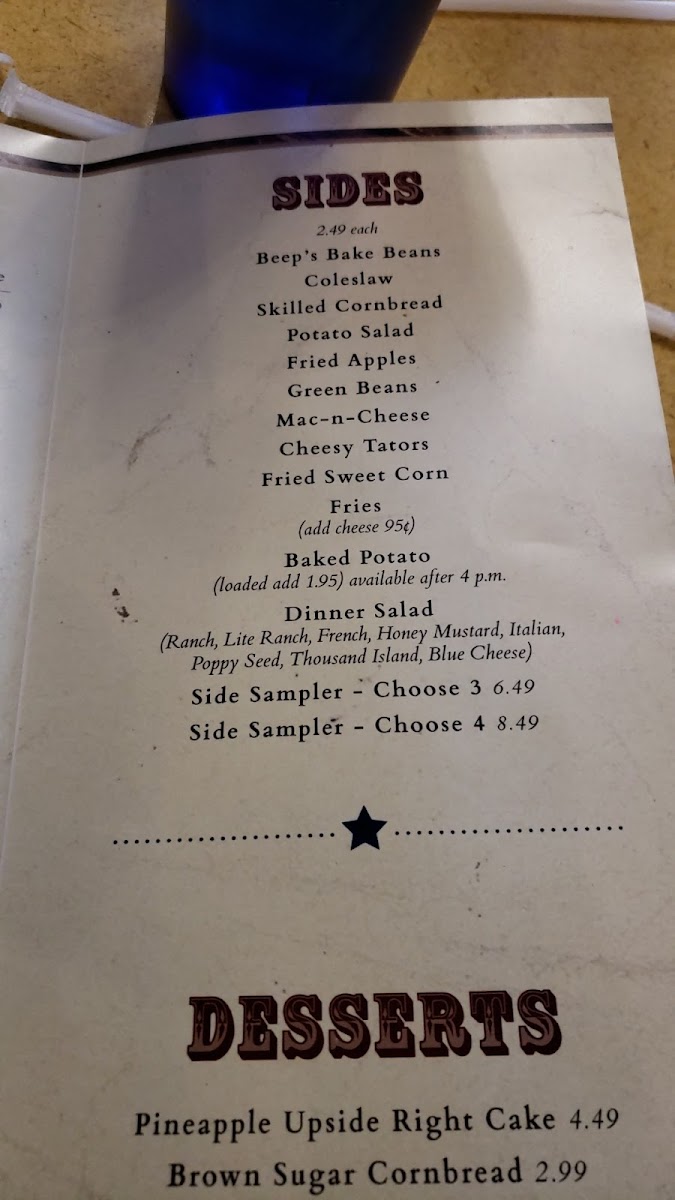 SIDES
2.49 each
Beep's Bake Beans
Coleslaw
Skilled Cornbread
Potato Salad
Fried Apples
Green Beans
Mac-n-Cheese
Cheesy Tators
Fried Sweet Corn
Fries
(add cheese 95¢)
Baked Potato
(loaded add 1.95) available after 4 p.m.
Dinner Salad
(Ranch, Lite Ranch, French, Honey Mustard, Italian,
Poppy Seed, Thousand Island, Blue Cheese)
Side Sampler - Choose 3 6.49
Side Sampler - Choose 4 8.49
DESSERTS
Pineapple Upside Right Cake 4.49
Brown Sugar Cornbread 2.99